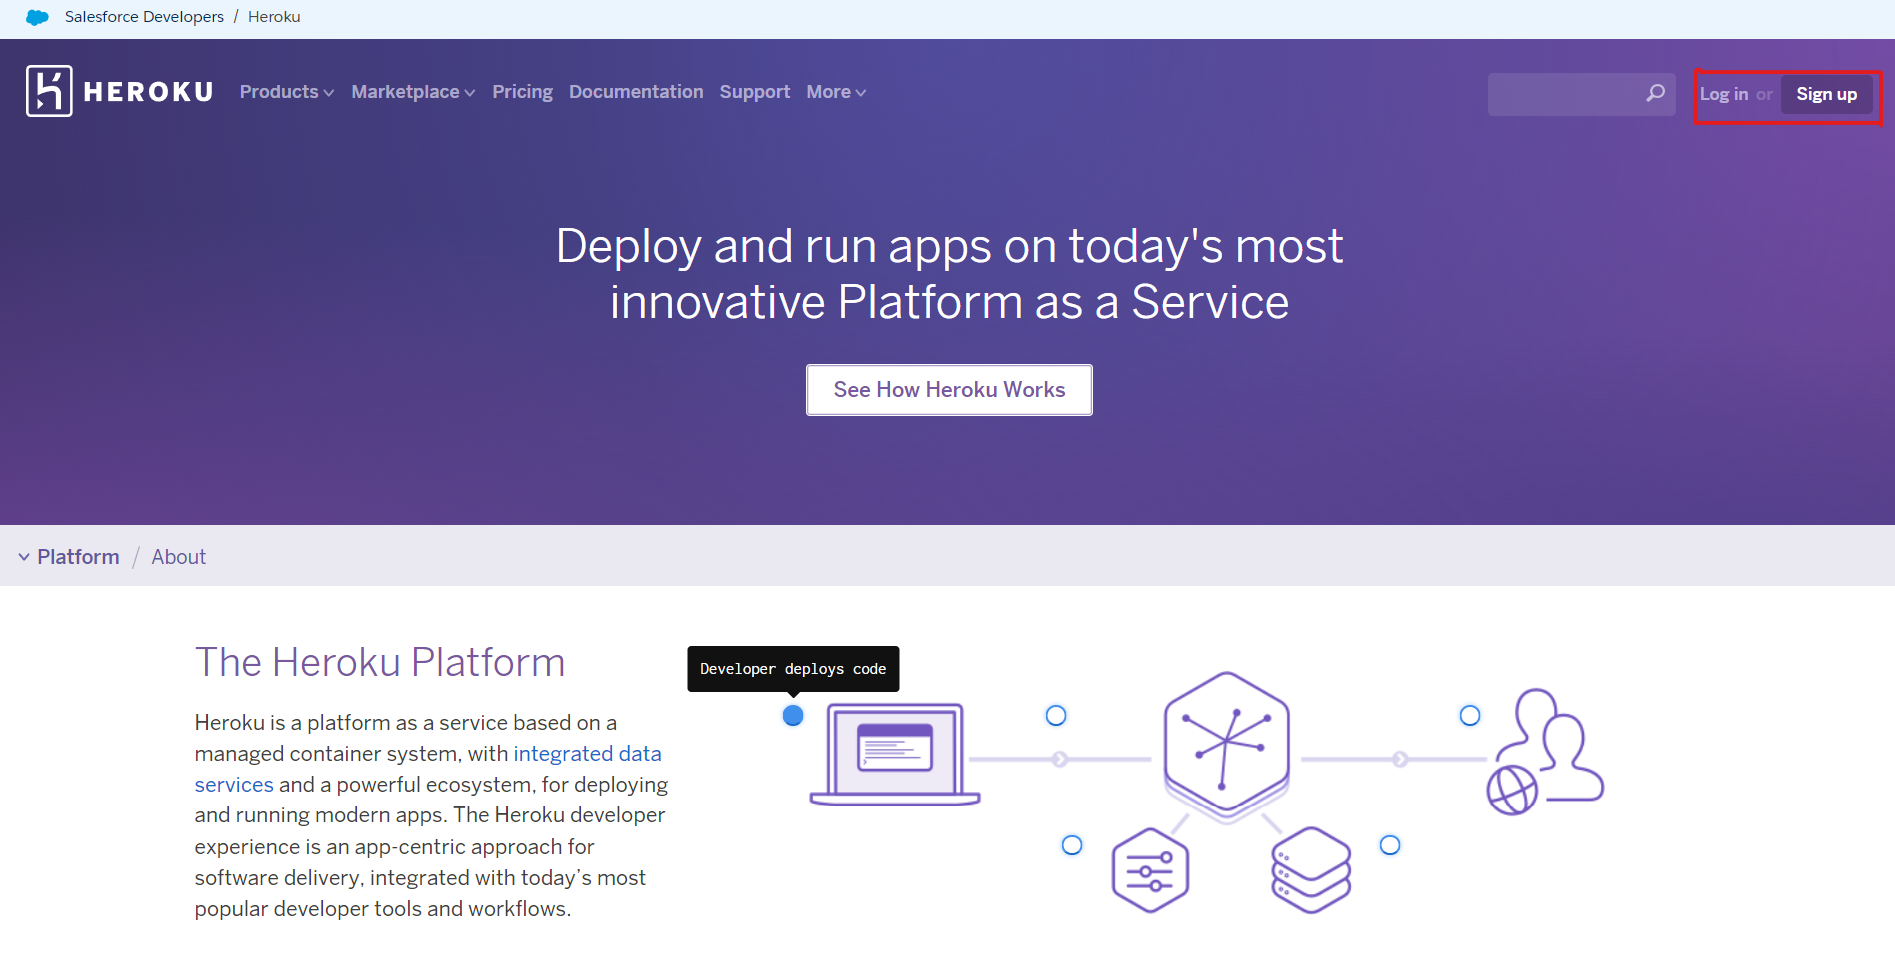 Salesforce Developers / Heroku
HEROKU Products Marketplace Pricing Documentation Support More Log in or Sign up
Deploy and run apps on today's most
innovative Platform as a Service
See How Heroku Works
Platform / About
The Heroku Platform
Heroku is a platform as a service based on a
managed container system, with integrated data
services and a powerful ecosystem, for deploying
and running modern apps. The Heroku developer
experience is an app-centric approach for
software delivery, integrated with today’s most
popular developer tools and workflows.
Developer deploys code